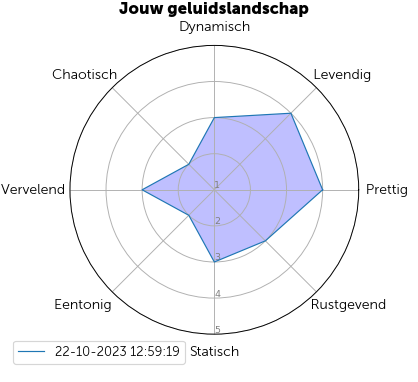 Jouw geluidslandschap
Dynamisch
Chaotisch
Levendig
Vervelend
Prettig
1
2
3
4
5
Eentonig
Rustgevend
Statisch
22-10-2023 12:59:19